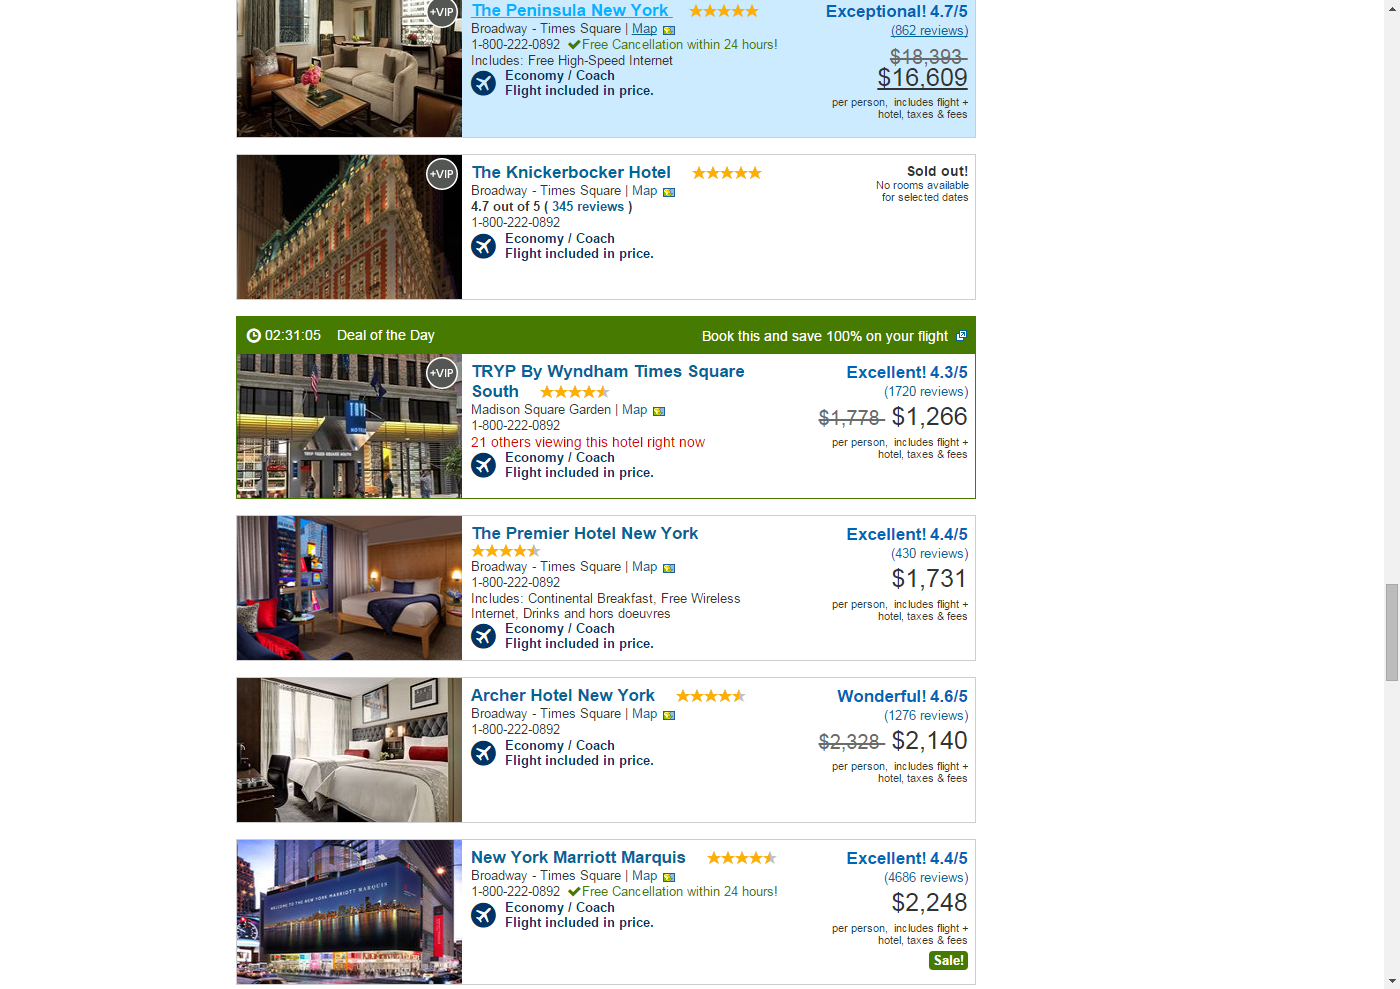 +VIP
The Peninsula New York
Exceptional! 4.7/5
Broadway - Times Square | Map
(862 reviews)
1-800-222-0892 Free Cancellation within 24 hours!
$18,393
Includes: Free High-Speed Internet
$16,609
Economy / Coach
Flight included in price.
per person, includes flight +
hotel, taxes & fees
+VIP
The Knickerbocker Hotel
Sold out!
Broadway - Times Square | Map
No rooms available
for selected dates
4.7 out of 5 ( 345 reviews )
1-800-222-0892
Economy / Coach
Flight included in price.
02:31:05 Deal of the Day
Book this and save 100% on your flight
+VIP
TRYP By Wyndham Times Square
South
Excellent! 4.3/5
(1720 reviews)
Madison Square Garden | Map
$1,778 $1,266
1-800-222-0892
21 others viewing this hotel right now
per person, includes flight +
hotel, taxes & fees
Economy / Coach
Flight included in price.
TRYP TIMES SQUARE SOUTH
The Premier Hotel New York
Excellent! 4.4/5
(430 reviews)
Broadway - Times Square | Map
$1,731
1-800-222-0892
Includes: Continental Breakfast, Free Wireless
Internet, Drinks and hors doeuvres
per person, includes flight +
hotel, taxes & fees
Economy / Coach
Flight included in price.
Archer Hotel New York
Wonderful! 4.6/5
Broadway - Times Square | Map
(1276 reviews)
1-800-222-0892
$2,328 $2,140
Economy / Coach
Flight included in price.
per person, includes flight +
hotel, taxes & fees
New York Marriott Marquis
Excellent! 4.4/5
Broadway - Times Square | Map
(4686 reviews)
1-800-222-0892 Free Cancellation within 24 hours!
$2,248
Economy / Coach
Flight included in price.
per person, includes flight +
hotel, taxes & fees
Sale!
WELCOME TO THE NEW YORK MARRIOTT MARQUIS